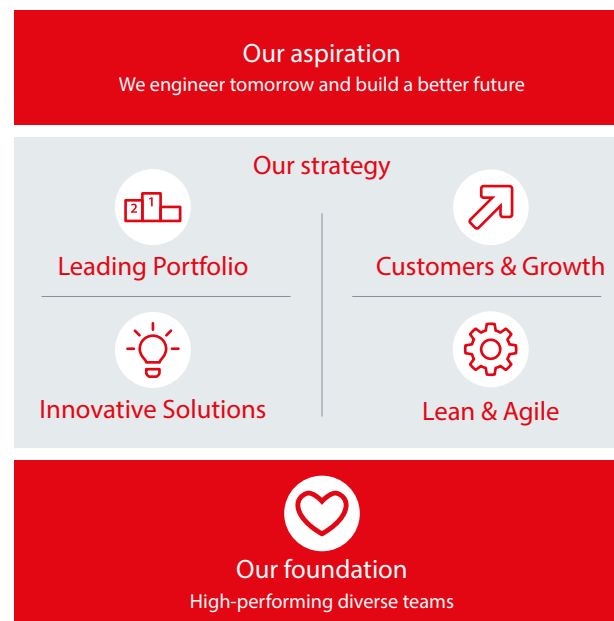 Our aspiration
We engineer tomorrow and build a better future
Our strategy
2 1
Leading Portfolio
Customers & Growth
Innovative Solutions
Lean & Agile
Our foundation
High-performing diverse teams